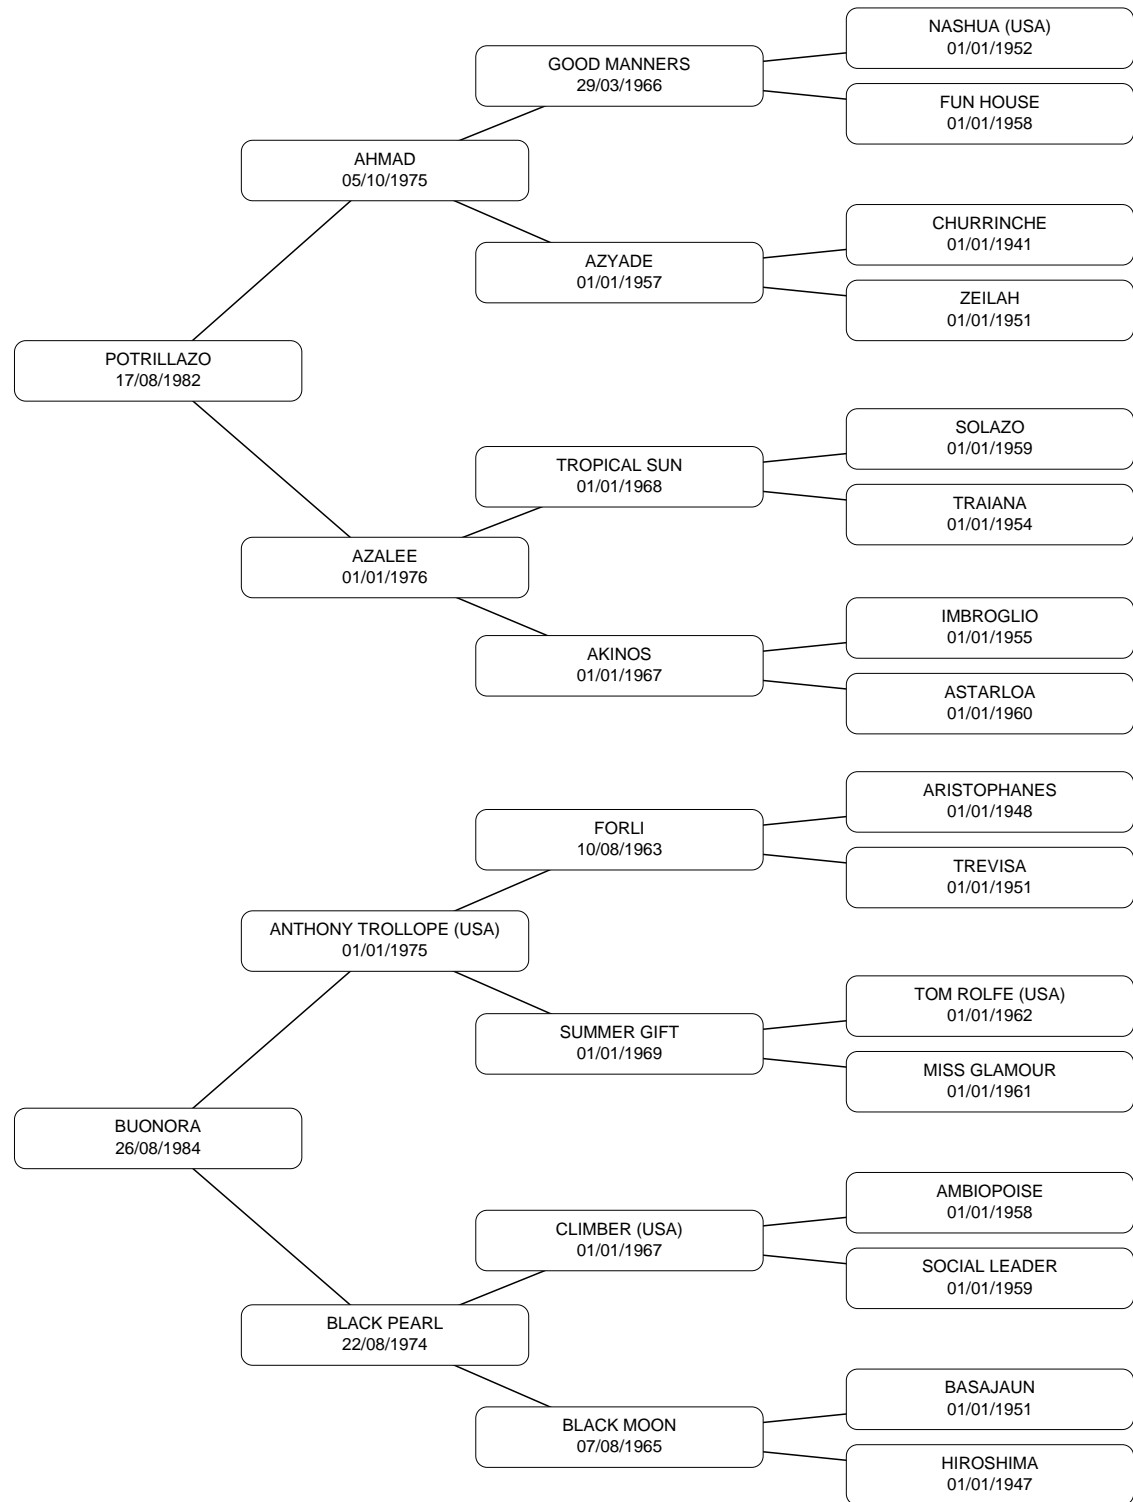 NASHUA (USA)
01/01/1952
GOOD MANNERS
29/03/1966
FUN HOUSE
01/01/1958
AHMAD
05/10/1975
CHURRINCHE
01/01/1941
AZYADE
01/01/1957
ZEILAH
01/01/1951
POTRILLAZO
17/08/1982
SOLAZO
01/01/1959
TROPICAL SUN
01/01/1968
TRAIANA
01/01/1954
AZALEE
01/01/1976
IMBROGLIO
01/01/1955
AKINOS
01/01/1967
ASTARLOA
01/01/1960
ARISTOPHANES
01/01/1948
FORLI
10/08/1963
TREVISA
01/01/1951
ANTHONY TROLLOPE (USA)
01/01/1975
TOM ROLFE (USA)
01/01/1962
SUMMER GIFT
01/01/1969
MISS GLAMOUR
01/01/1961
BUONORA
26/08/1984
AMBIOPOISE
01/01/1958
CLIMBER (USA)
01/01/1967
SOCIAL LEADER
01/01/1959
BLACK PEARL
22/08/1974
BASAJAUN
01/01/1951
BLACK MOON
07/08/1965
HIROSHIMA
01/01/1947